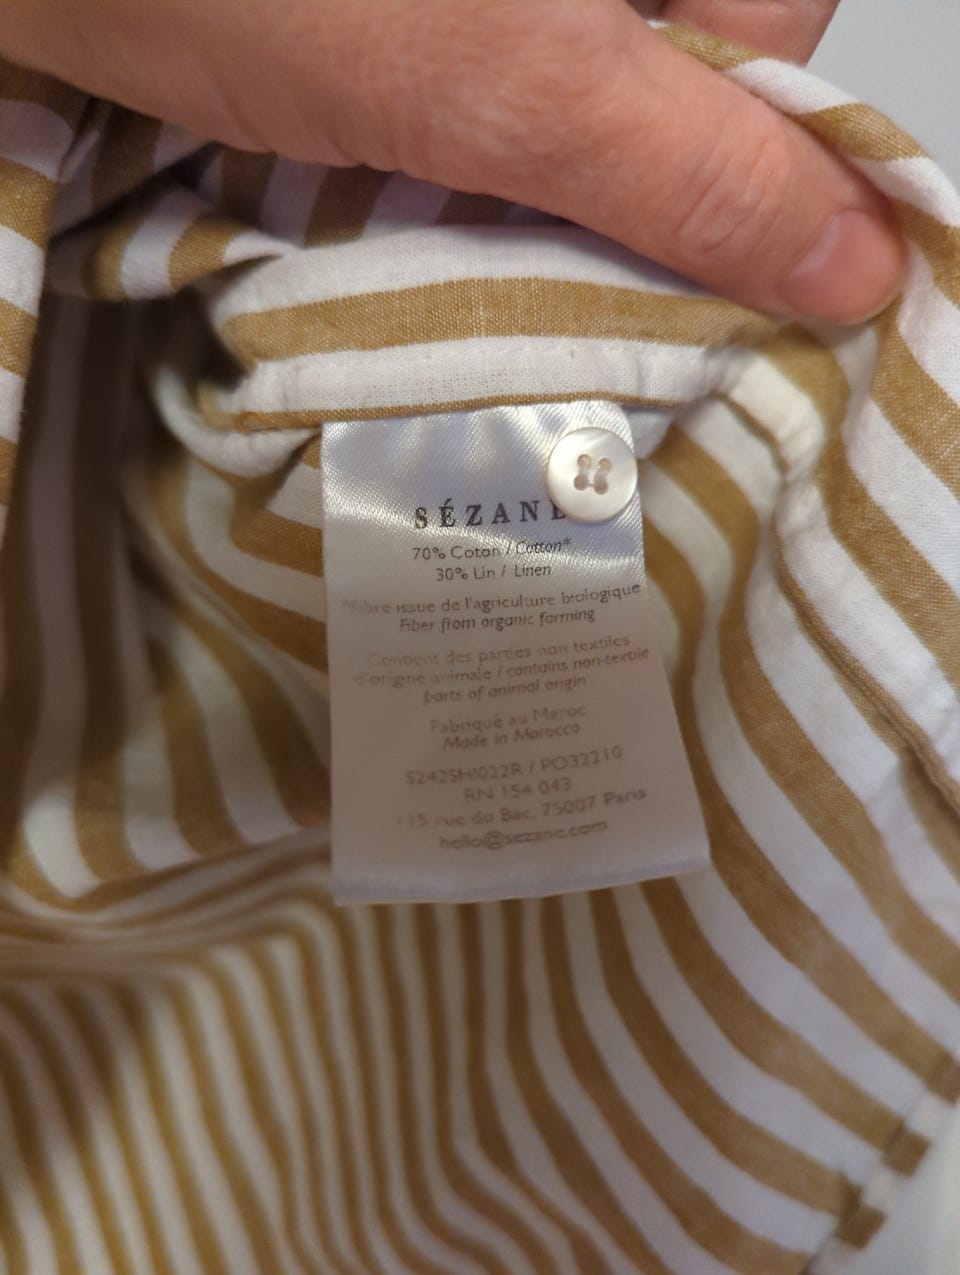 SÉZANE
70% Coton / Cotton*
30% Lin / Linen
*Fibre issue de l'agriculture biologique
Fiber from organic farming
Contient des parties non textiles
d'origine animale / contains non-textile
parts of animal origin
Fabriqué au Maroc
Made in Morocco
S242SHI022R / PO32210
RN 154 043
115 rue du Bac, 75007 Paris
hello@sezane.com